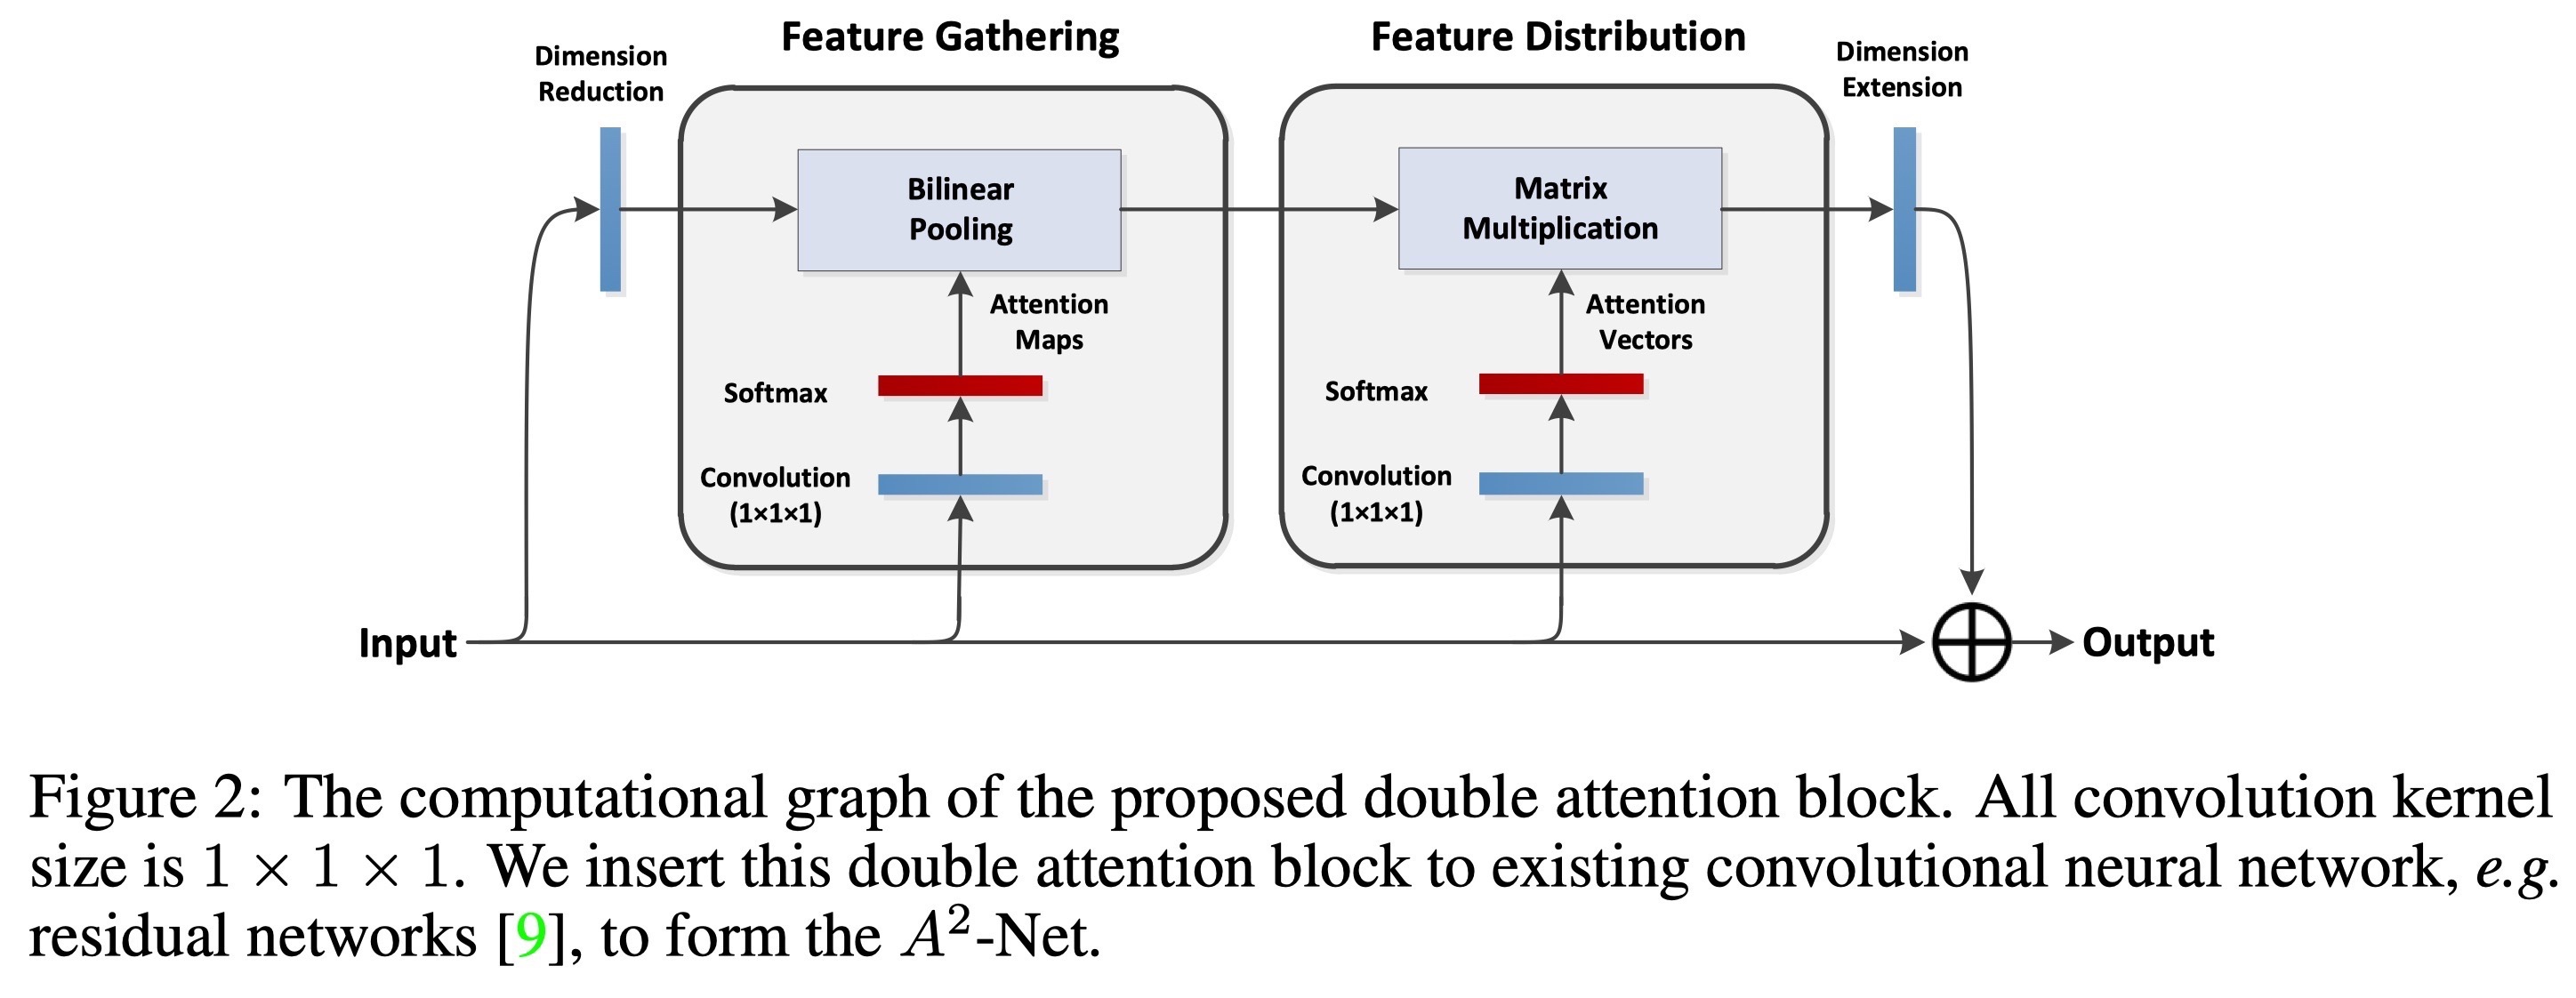 Feature Gathering
Feature Distribution
Dimension
Reduction
Dimension
Extension
Bilinear
Pooling
Matrix
Multiplication
Attention
Maps
Attention
Vectors
Softmax
Softmax
Convolution
(1×1×1)
Convolution
(1×1×1)
Input
Output
Figure 2: The computational graph of the proposed double attention block. All convolution kernel
size is 1 × 1 × 1. We insert this double attention block to existing convolutional neural network, e.g.
residual networks [9], to form the A²-Net.